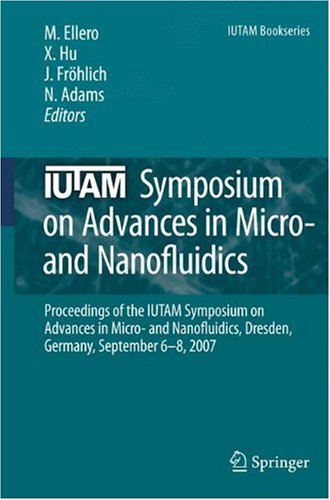 M. Ellero
X. Hu
J. Fröhlich
N. Adams
Editors
IUTAM Bookseries
IUTAM Symposium
on Advances in Micro-
and Nanofluidics
Proceedings of the IUTAM Symposium on
Advances in Micro- and Nanofluidics, Dresden,
Germany, September 6–8, 2007
Springer